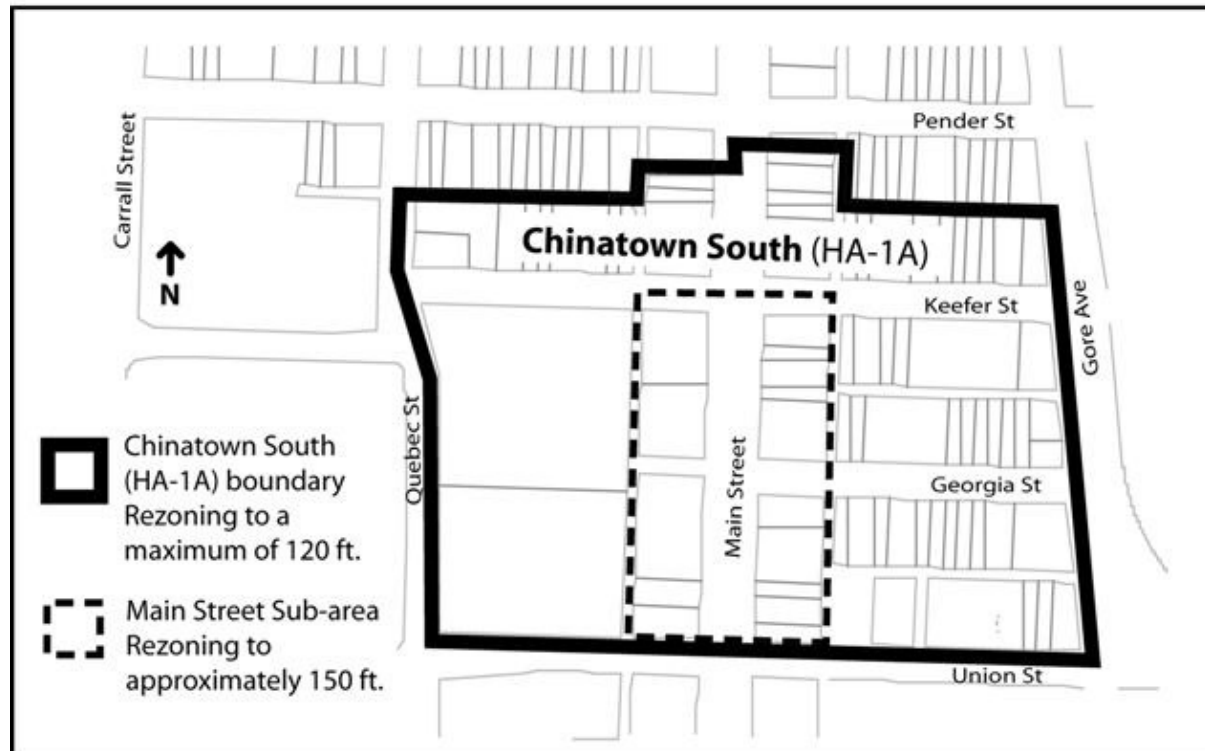 Pender St
Carrall Street
N
Chinatown South (HA-1A)
Keefer St
Gore Ave
Quebec St
Main Street
Georgia St
Union St
Chinatown South
(HA-1A) boundary
Rezoning to a
maximum of 120 ft.
Main Street Sub-area
Rezoning to
approximately 150 ft.